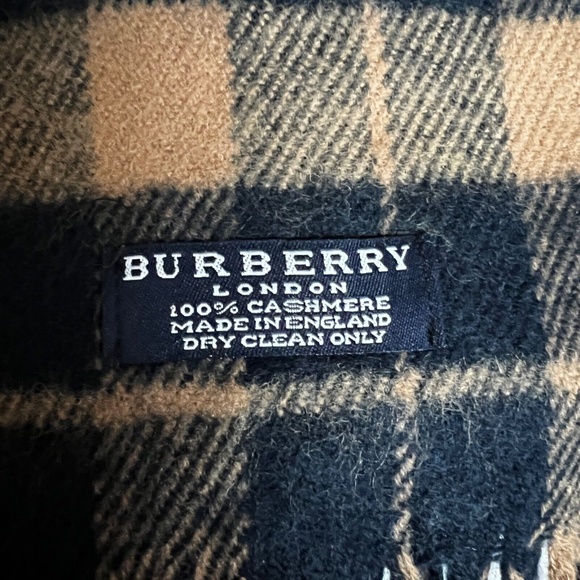 BURBERRY
LONDON
100% CASHMERE
MADE IN ENGLAND
DRY CLEAN ONLY